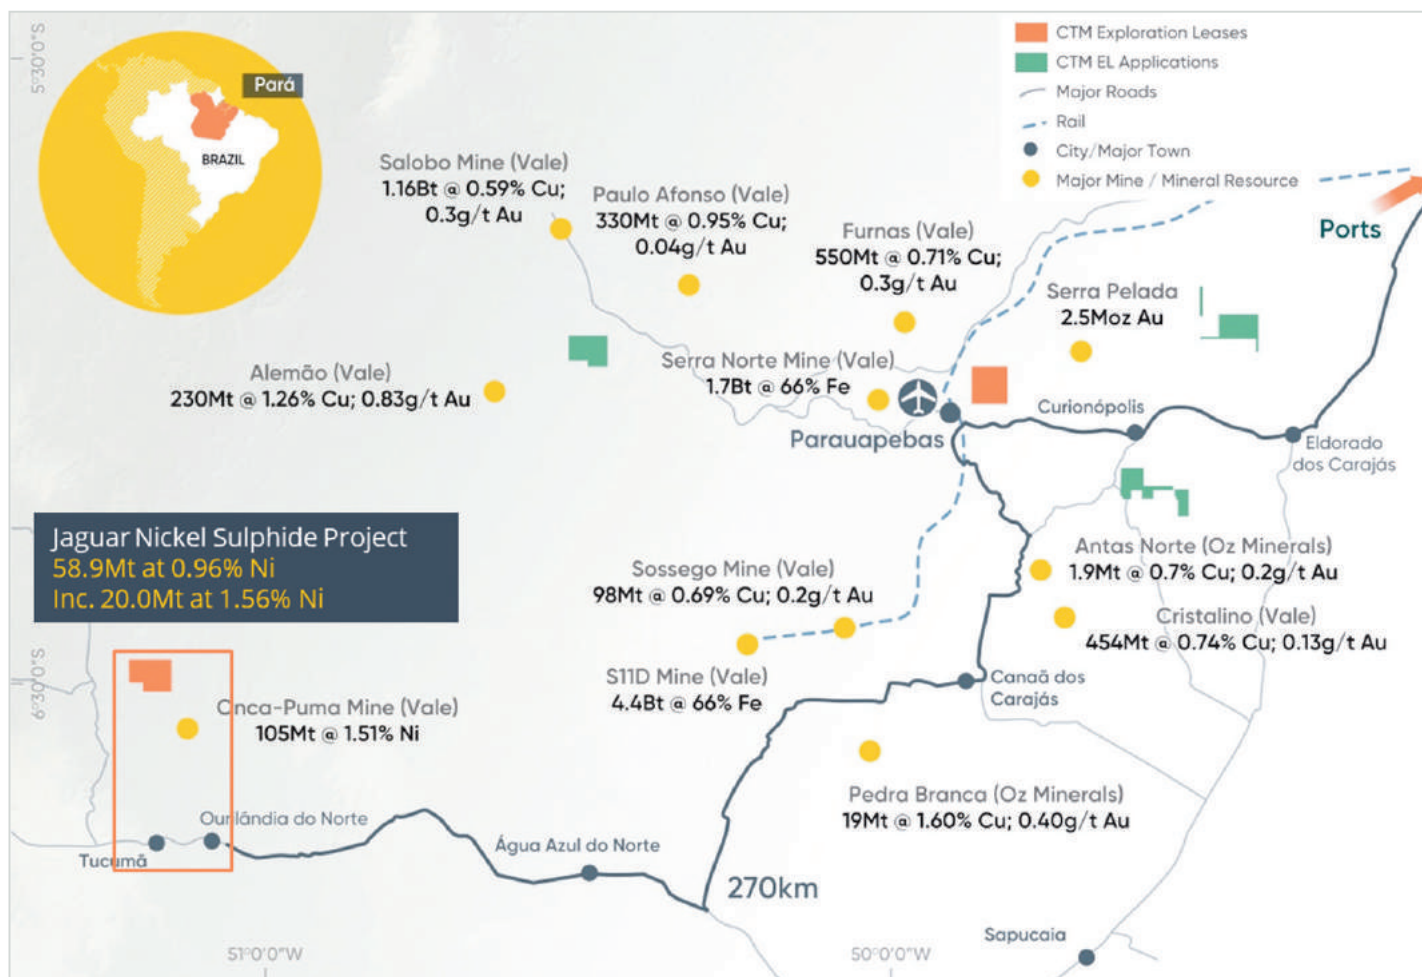 5°30'0"S
Pará
BRAZIL
CTM Exploration Leases
CTM EL Applications
Major Roads
Rail
City/Major Town
Major Mine / Mineral Resource
Ports
Salobo Mine (Vale)
1.16Bt @ 0.59% Cu;
0.3g/t Au
Paulo Afonso (Vale)
330Mt @ 0.95% Cu;
0.04g/t Au
Furnas (Vale)
550Mt @ 0.71% Cu;
0.3g/t Au
Serra Pelada
2.5Moz Au
Alemão (Vale)
230Mt @ 1.26% Cu; 0.83g/t Au
Serra Norte Mine (Vale)
1.7Bt @ 66% Fe
Parauapebas
Curionópolis
Eldorado
dos Carajás
Jaguar Nickel Sulphide Project
58.9Mt at 0.96% Ni
Inc. 20.0Mt at 1.56% Ni
Sossego Mine (Vale)
98Mt @ 0.69% Cu; 0.2g/t Au
Antas Norte (Oz Minerals)
1.9Mt @ 0.7% Cu; 0.2g/t Au
Cristalino (Vale)
454Mt @ 0.74% Cu; 0.13g/t Au
S11D Mine (Vale)
4.4Bt @ 66% Fe
Canaã dos
Carajás
6°30'0"S
Onca-Puma Mine (Vale)
105Mt @ 1.51% Ni
Pedra Branca (Oz Minerals)
19Mt @ 1.60% Cu; 0.40g/t Au
Ourilândia do Norte
Tucumã
Água Azul do Norte
270km
Sapucaia
51°0'0"W
50°0'0"W